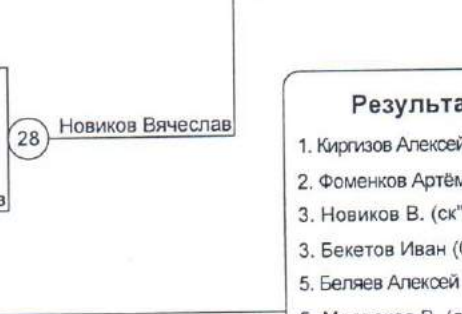 28
Новиков Вячеслав
в
Результа
1. Киргизов Алексей
2. Фоменков Артём
3. Новиков В. (ск"
3. Бекетов Иван (
5. Беляев Алексей